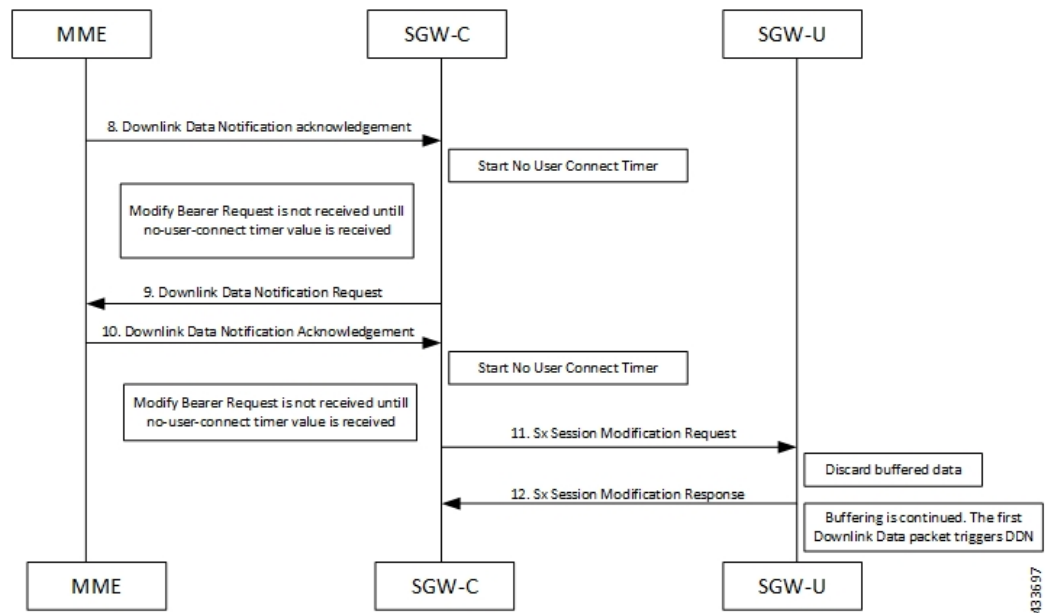 MME
SGW-C
SGW-U
8. Downlink Data Notification acknowledgement
Start No User Connect Timer
Modify Bearer Request is not received untill
no-user-connect timer value is received
9. Downlink Data Notification Request
10. Downlink Data Notification Acknowledgement
Start No User Connect Timer
Modify Bearer Request is not received untill
no-user-connect timer value is received
11. Sx Session Modification Request
Discard buffered data
12. Sx Session Modification Response
Buffering is continued. The first
Downlink Data packet triggers DDN
MME
SGW-C
SGW-U
433697